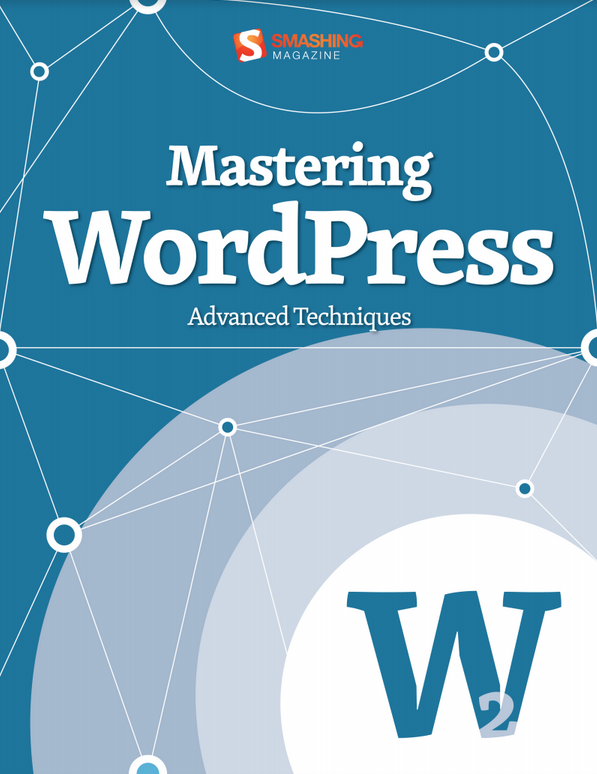 S
SMASHING
MAGAZINE
Mastering
WordPress
Advanced Techniques
W
2